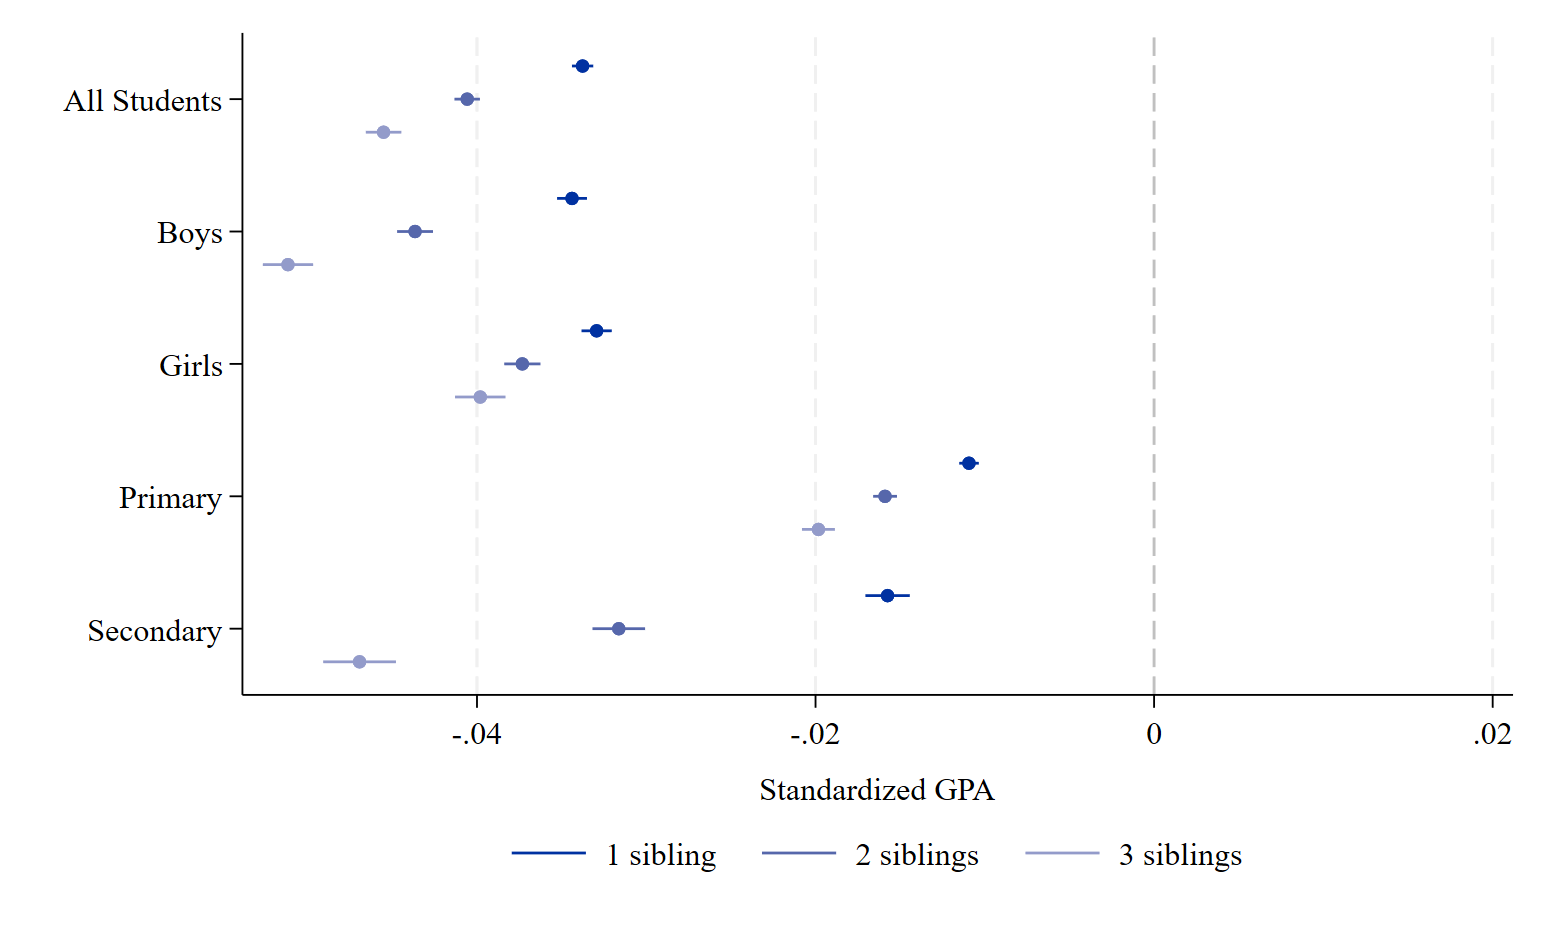 All Students
Boys
Girls
Primary
Secondary
-.04 -.02 0 .02
Standardized GPA
1 sibling 2 siblings 3 siblings